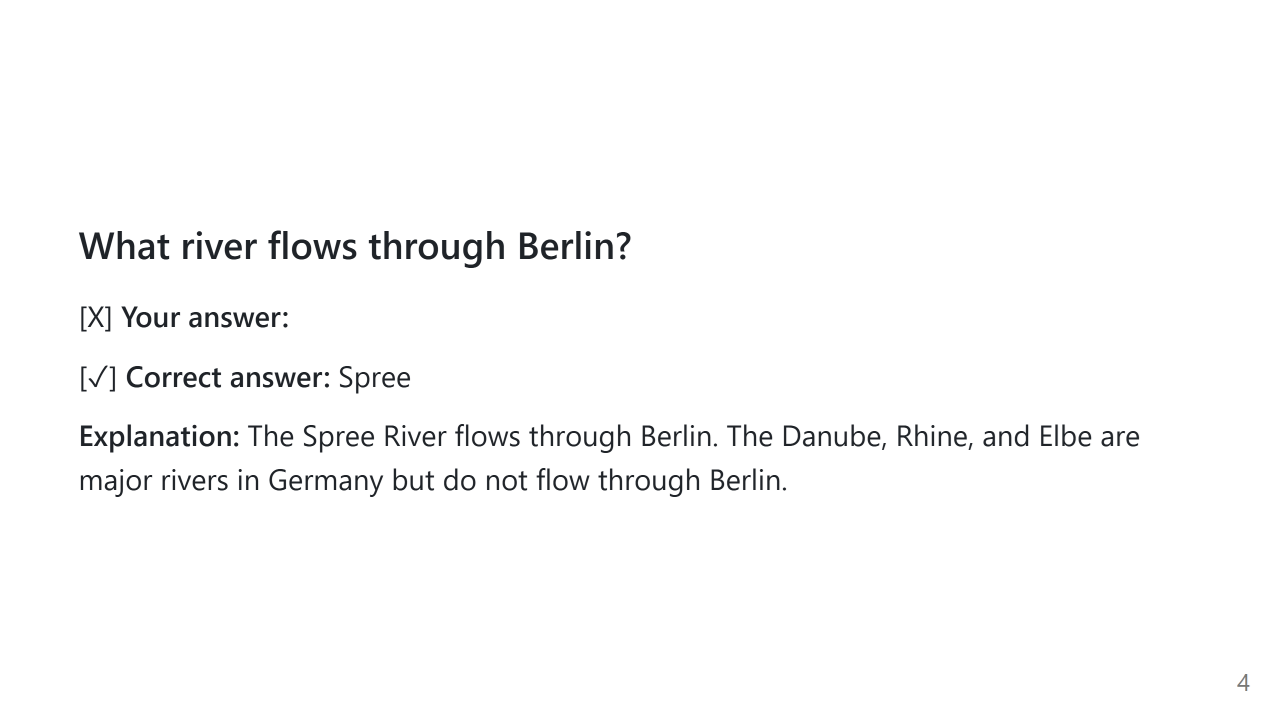 What river flows through Berlin?
[X] Your answer:
[✓] Correct answer: Spree
Explanation: The Spree River flows through Berlin. The Danube, Rhine, and Elbe are
major rivers in Germany but do not flow through Berlin.
4